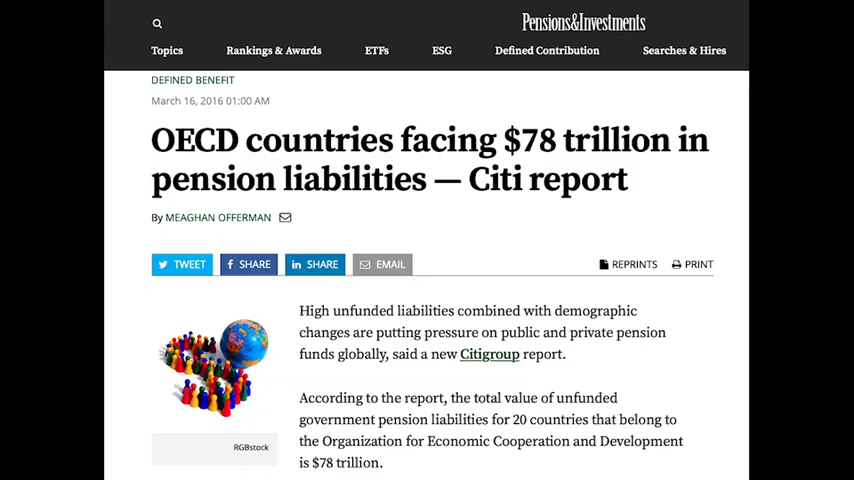 Pensions&Investments
Topics
Rankings & Awards
ETFs
ESG
Defined Contribution
Searches & Hires
DEFINED BENEFIT
March 16, 2016 01:00 AM
OECD countries facing $78 trillion in
pension liabilities — Citi report
By MEAGHAN OFFERMAN
TWEET
SHARE
SHARE
EMAIL
REPRINTS
PRINT
High unfunded liabilities combined with demographic
changes are putting pressure on public and private pension
funds globally, said a new Citigroup report.
According to the report, the total value of unfunded
government pension liabilities for 20 countries that belong to
the Organization for Economic Cooperation and Development
is $78 trillion.
RGBstock